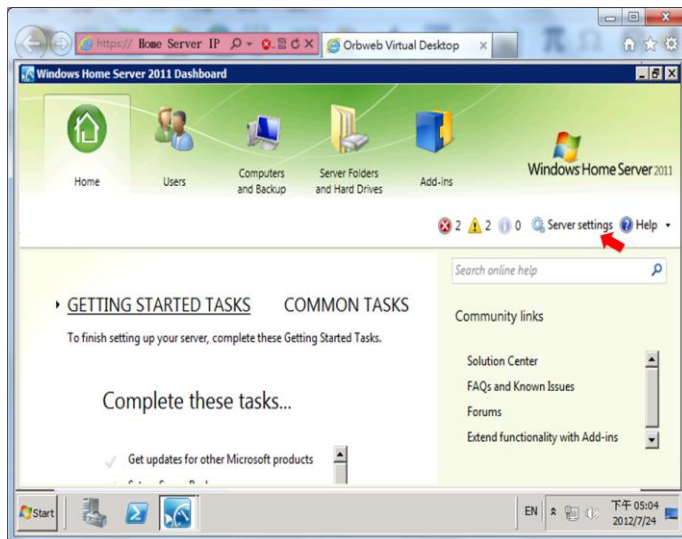 https:// Home Server IP
Orbweb Virtual Desktop
Windows Home Server 2011 Dashboard
Home
Users
Computers and Backup
Server Folders and Hard Drives
Add-ins
Windows Home Server 2011
2 2 0 Server settings Help
Search online help
GETTING STARTED TASKS COMMON TASKS
To finish setting up your server, complete these Getting Started Tasks.
Complete these tasks...
Get updates for other Microsoft products
Community links
Solution Center
FAQs and Known Issues
Forums
Extend functionality with Add-ins
Start
EN
下午 05:04
2012/7/24